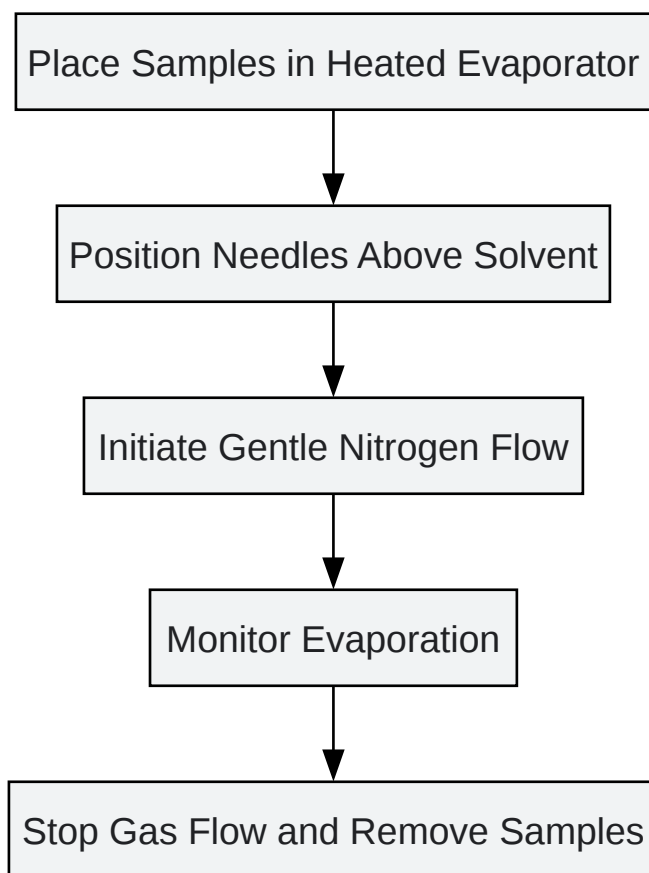 Place Samples in Heated Evaporator
Position Needles Above Solvent
Initiate Gentle Nitrogen Flow
Monitor Evaporation
Stop Gas Flow and Remove Samples